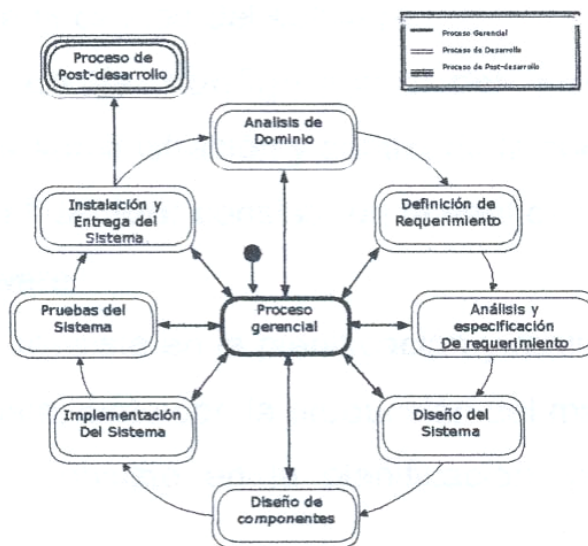 Proceso Gerencial
Proceso de Desarrollo
Proceso de Post-desarrollo
Proceso de
Post-desarrollo
Analisis de
Dominio
Instalación y
Entrega del
Sistema
Definición de
Requerimiento
Pruebas del
Sistema
Proceso
gerencial
Análisis y
especificación
De requerimiento
Implementación
Del Sistema
Diseño del
Sistema
Diseño de
componentes